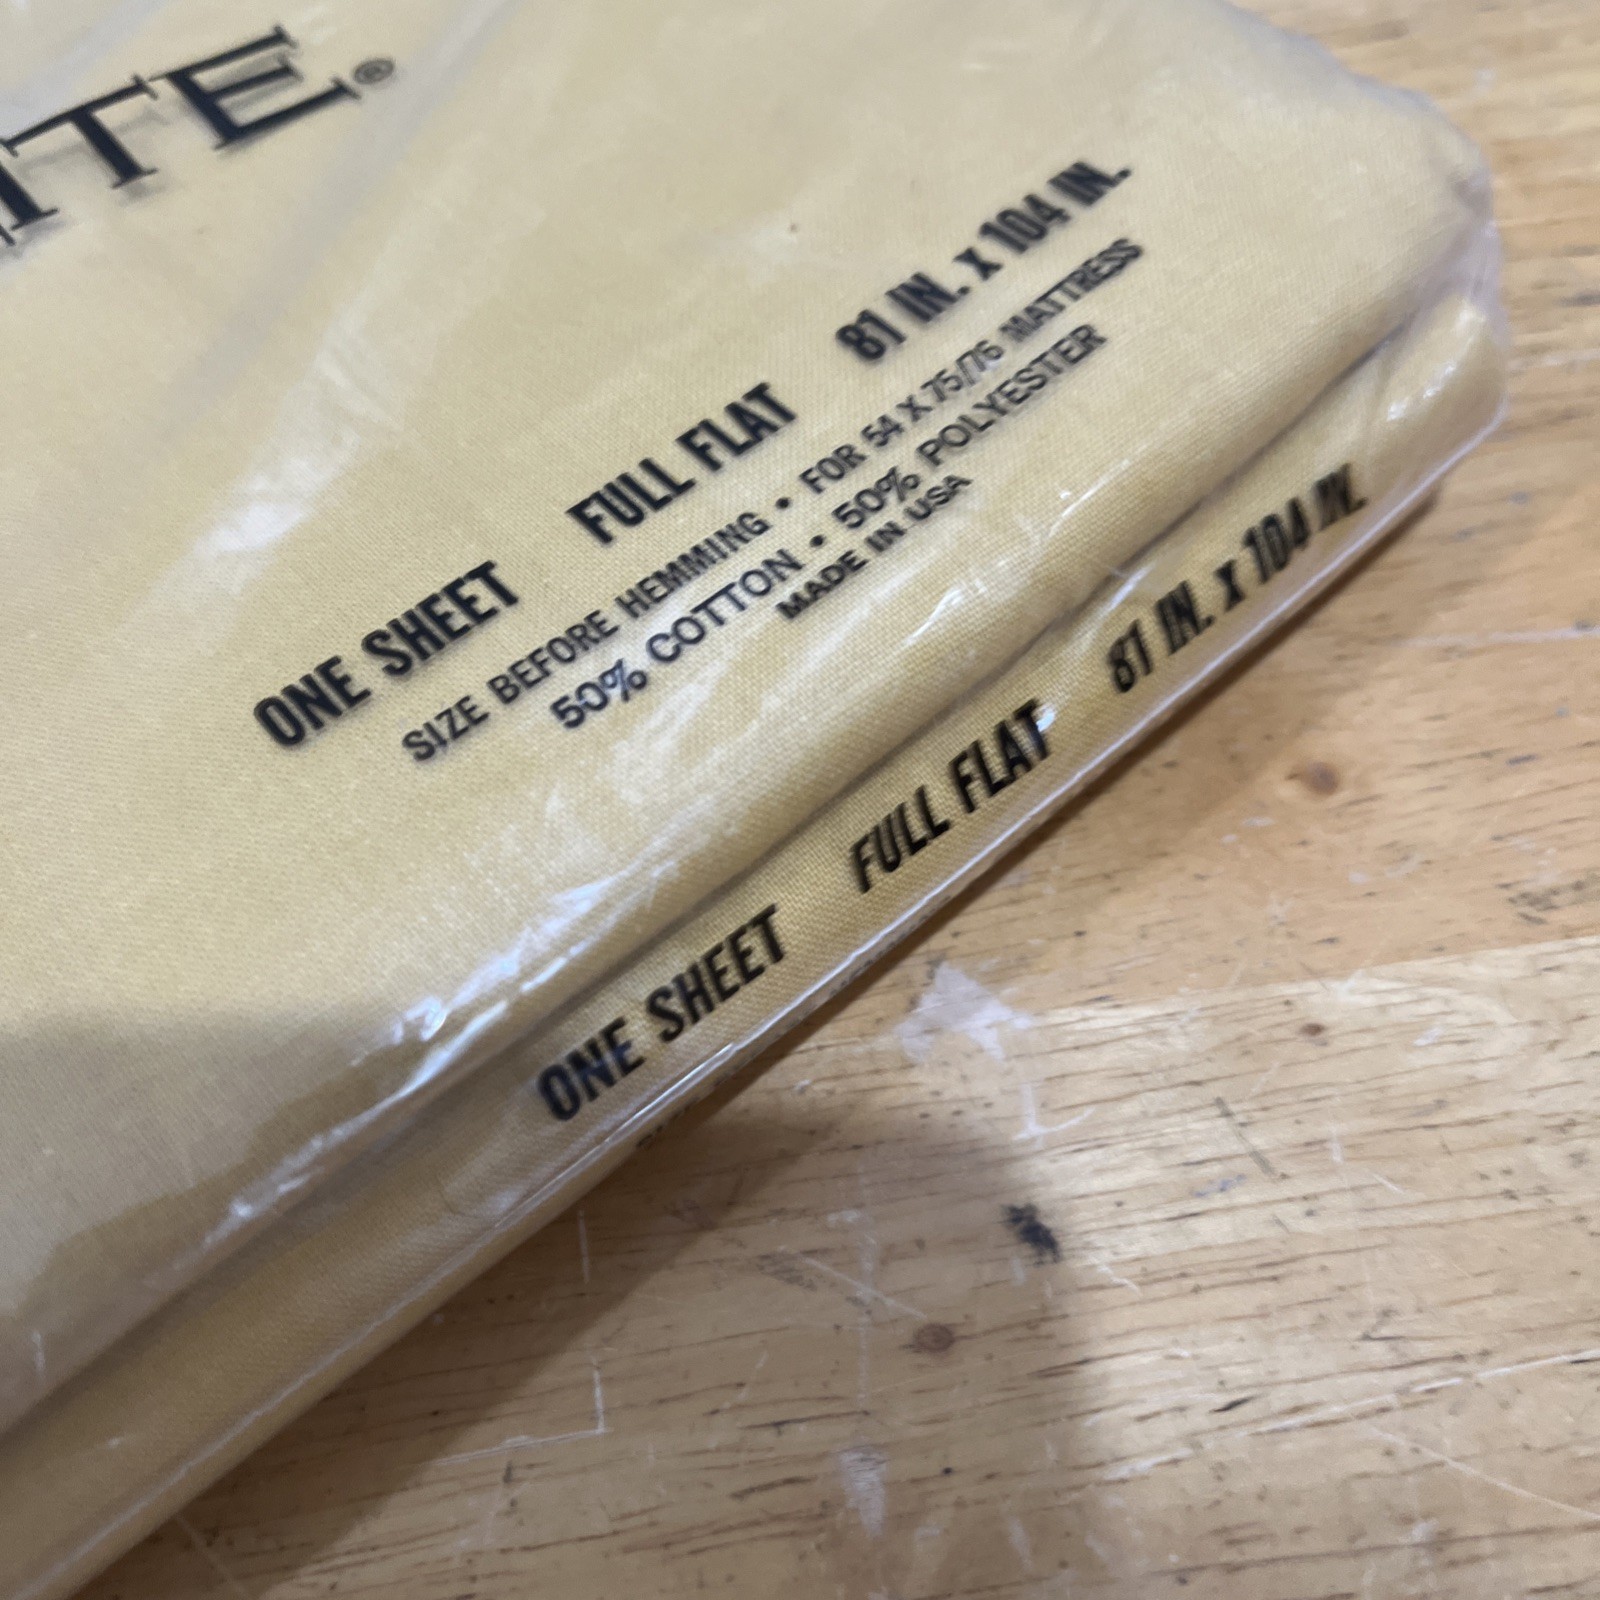 ITE®
ONE SHEET FULL FLAT 81 IN. x 104 IN.
SIZE BEFORE HEMMING • FOR 54 X 75/76 MATTRESS
50% COTTON • 50% POLYESTER
MADE IN USA
ONE SHEET FULL FLAT 81 IN. x 104 IN.